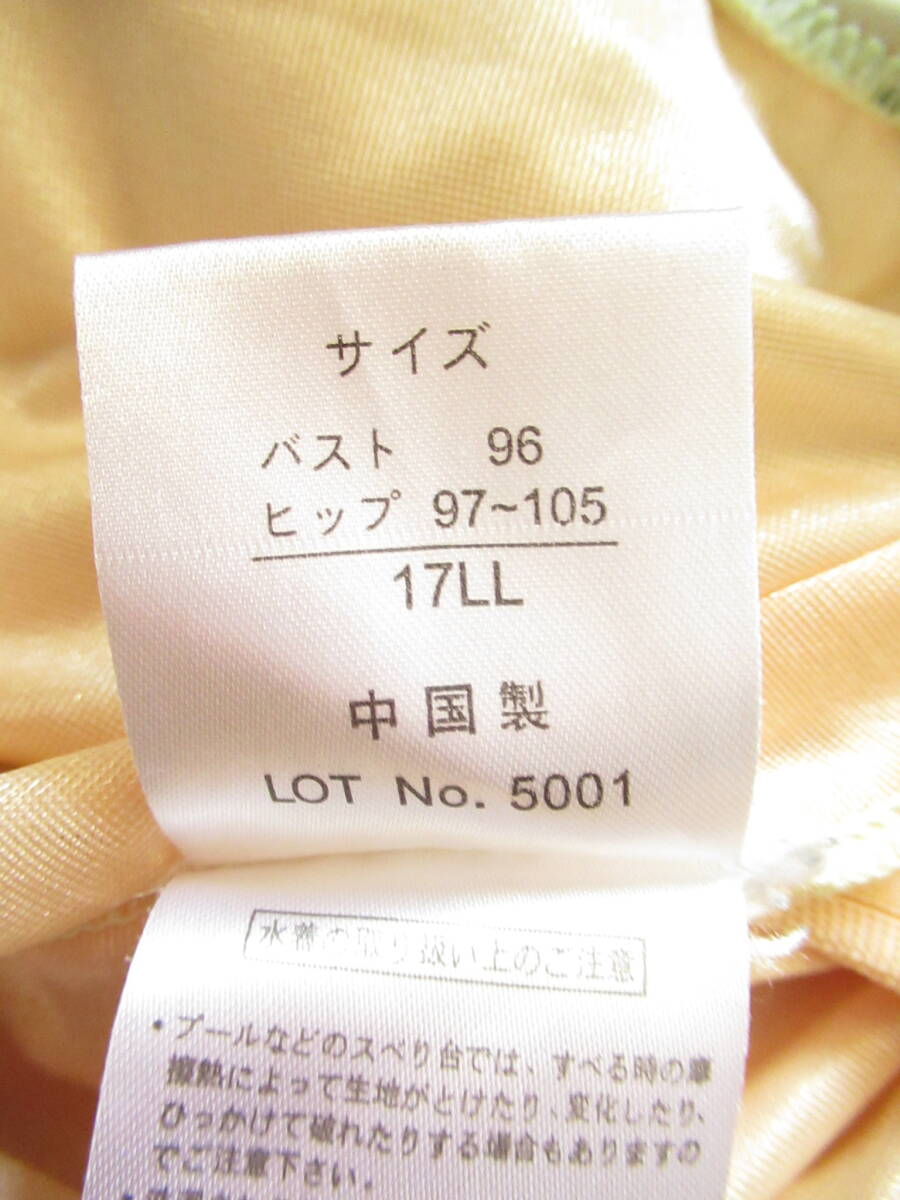 サイズ
バスト 96
ヒップ 97~105
17LL
中国製
LOT No. 5001
水着の取り扱い上のご注意
・プールなどのスベり台では、すべる時の摩
擦熱によって生地がとけたり、変化したり、
ひっかけて破れたりする場合もありますの
でご注意下さい。